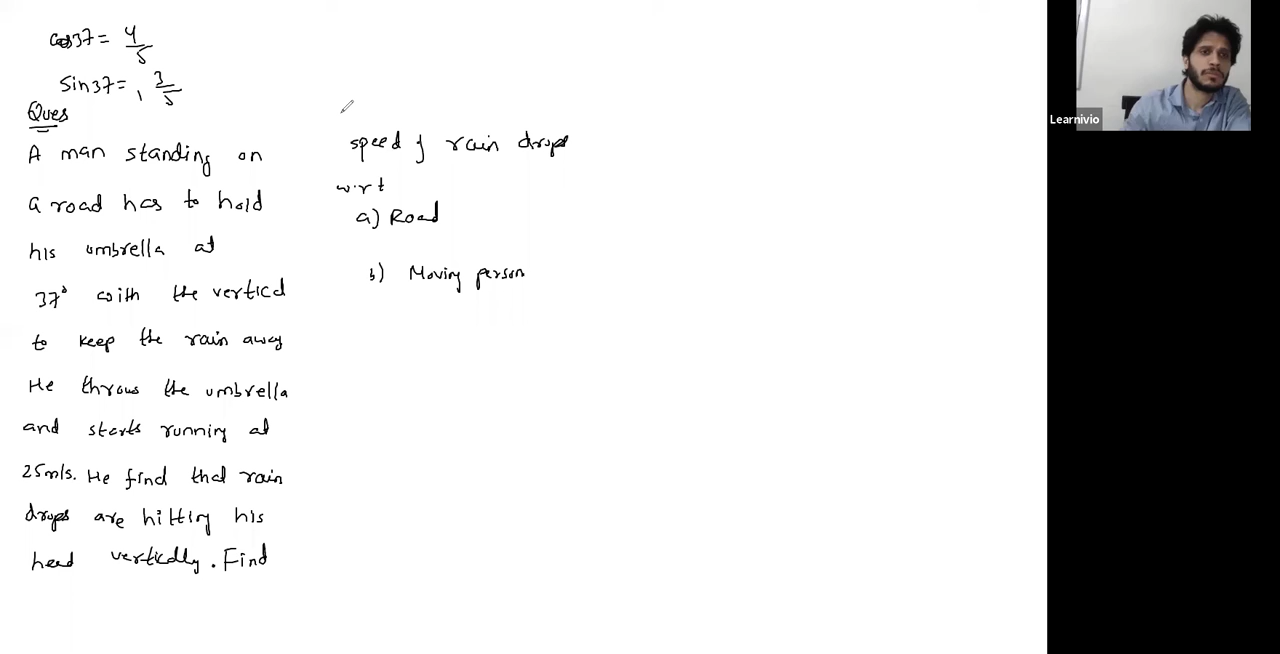 cos37 = 4/5
sin37 = 3/5
Ques
A man standing on
a road has to hold
his umbrella at
37° with the vertical
to keep the rain away
He throws the umbrella
and starts running at
25m/s. He find that rain
drops are hitting his
head vertically. Find
speed of rain drops
w.r.t
a) Road
b) Moving person
Learnivio